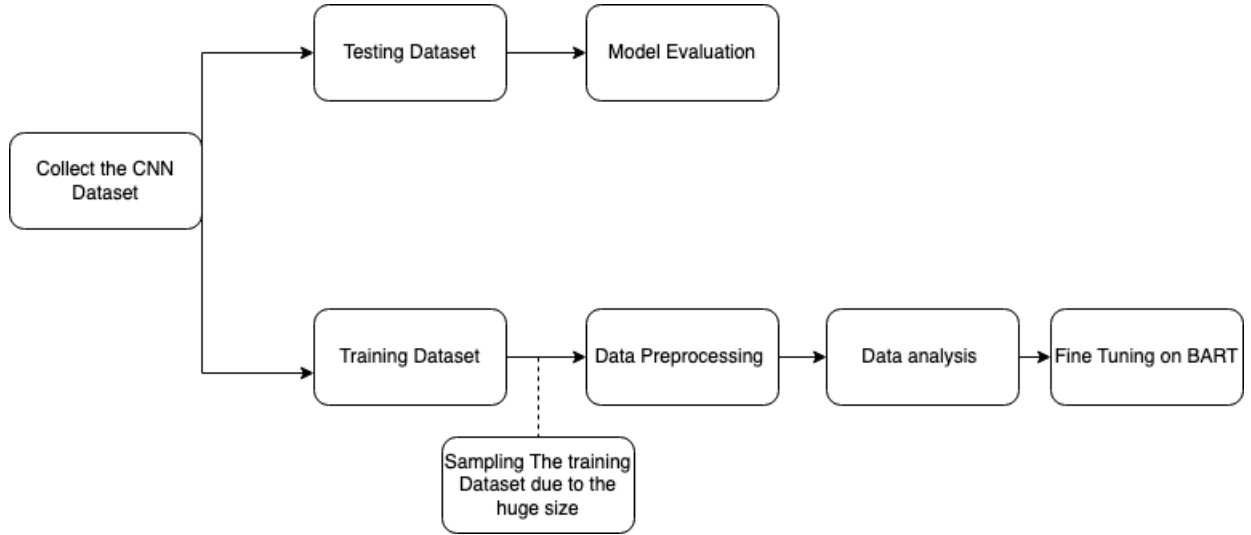 Testing Dataset
Model Evaluation
Collect the CNN
Dataset
Training Dataset
Data Preprocessing
Data analysis
Fine Tuning on BART
Sampling The training
Dataset due to the
huge size